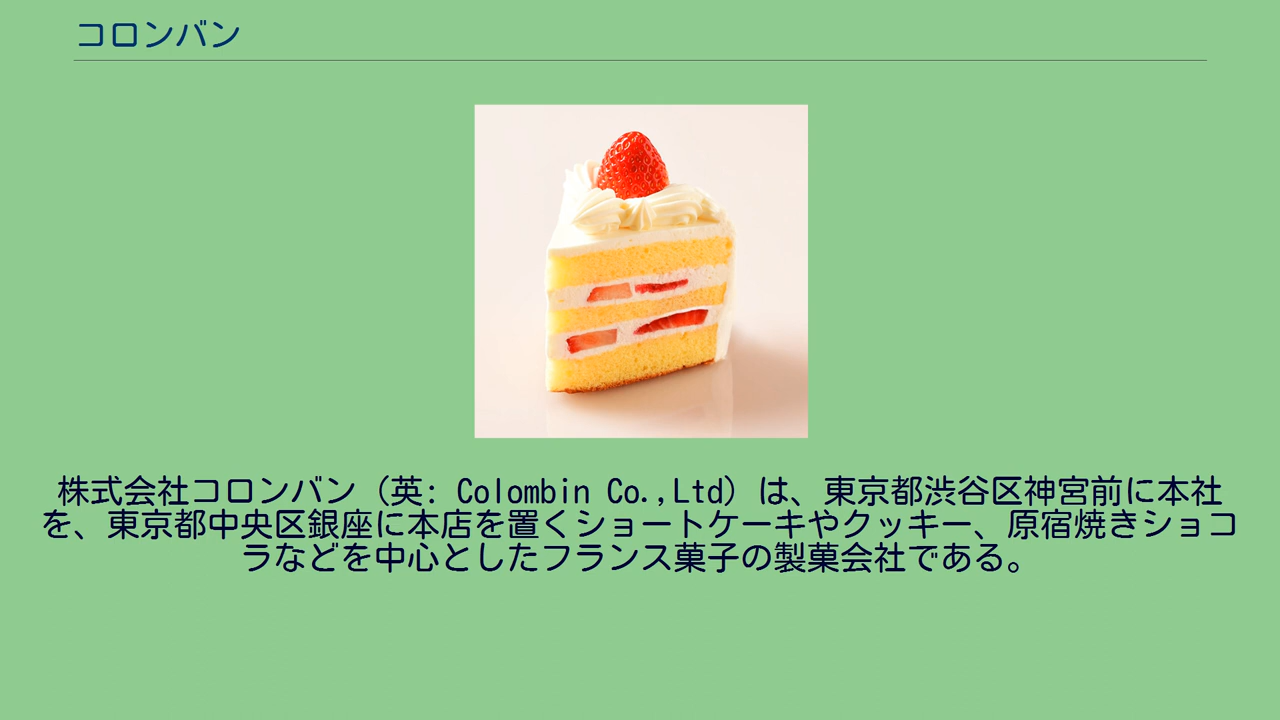 コロンバン
株式会社コロンバン（英: Colombin Co.,Ltd）は、東京都渋谷区神宮前に本社
を、東京都中央区銀座に本店を置くショートケーキやクッキー、原宿焼きショコ
ラなどを中心としたフランス菓子の製菓会社である。